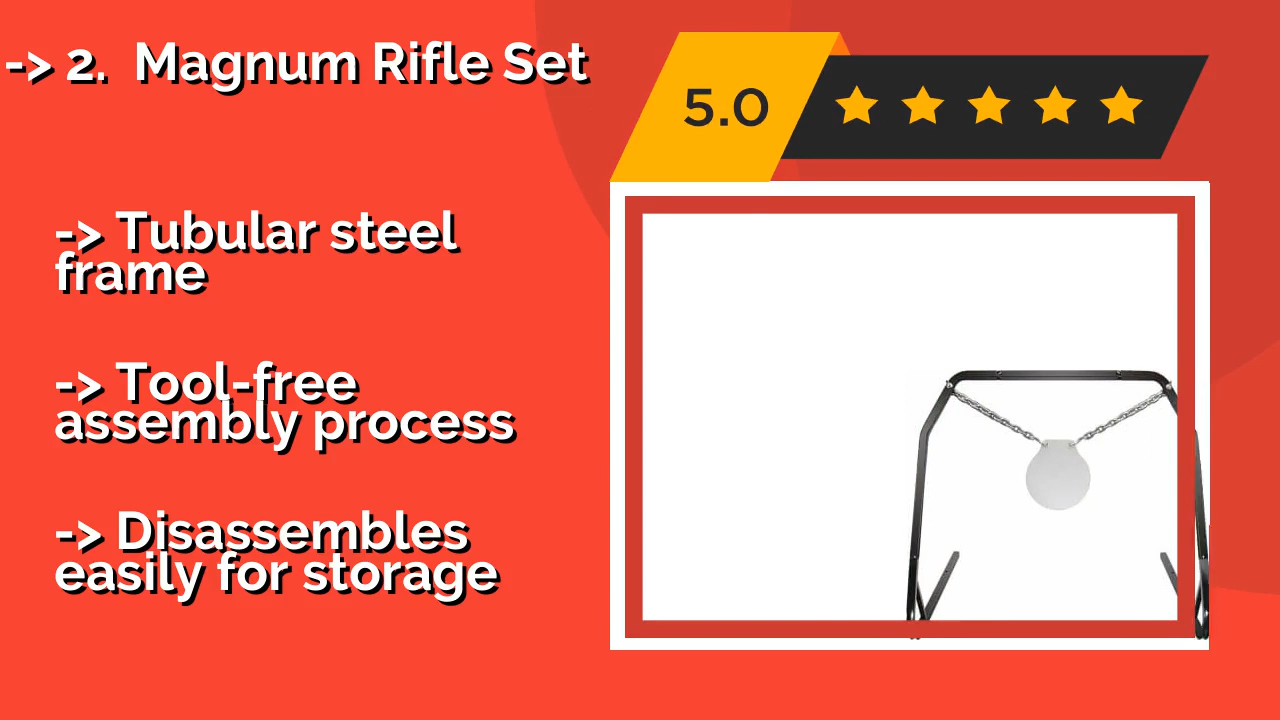 -> 2.  Magnum Rifle Set
5.0
-> Tubular steel
frame
-> Tool-free
assembly process
-> Disassembles
easily for storage